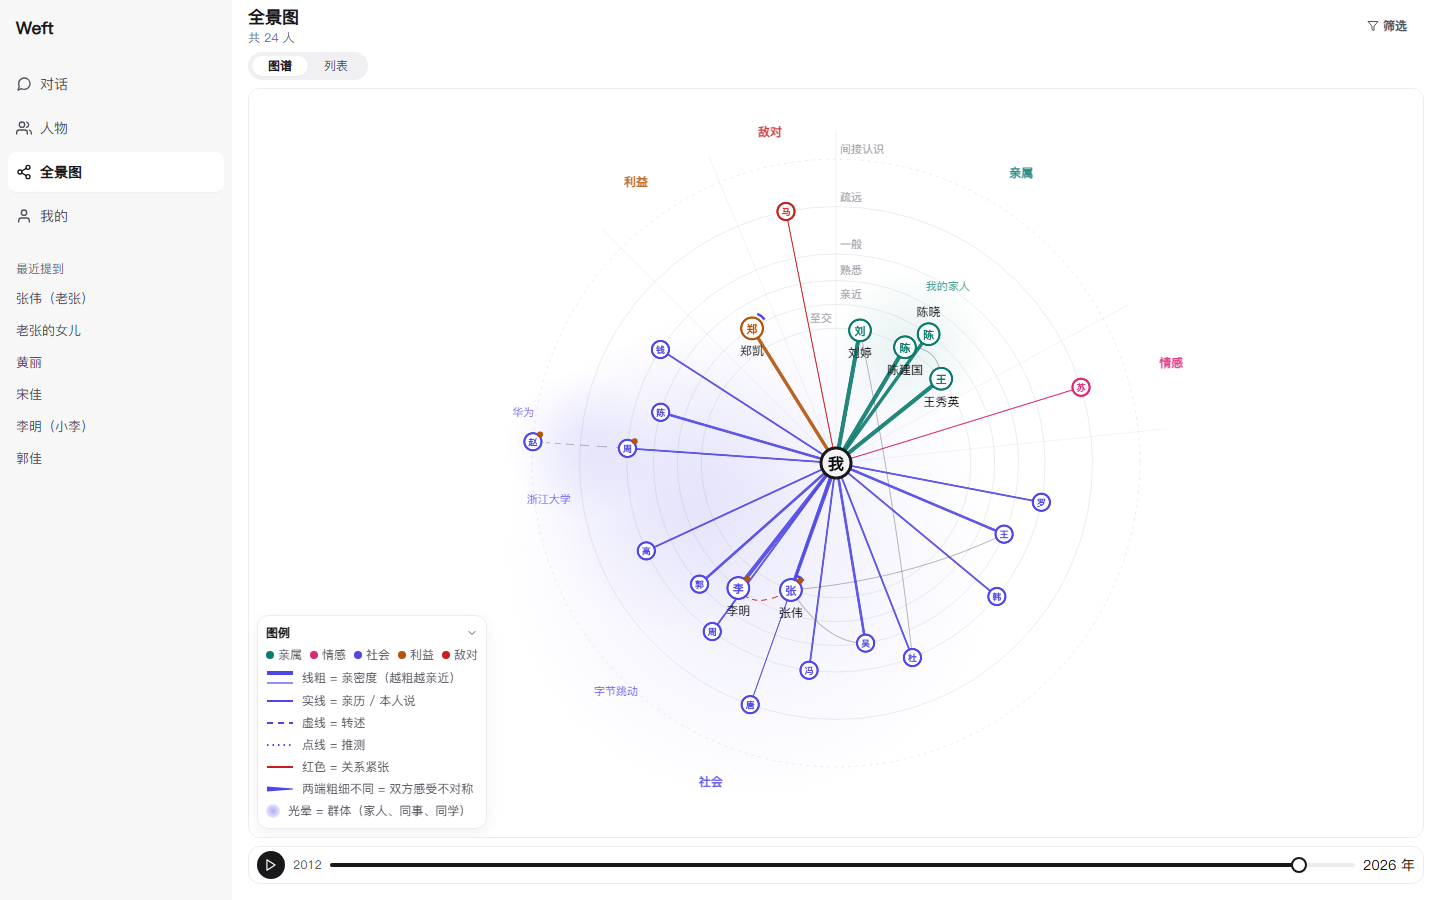 Weft
对话
人物
全景图
我的
最近提到
张伟（老张）
老张的女儿
黄丽
宋佳
李明（小李）
郭佳
全景图
共 24 人
筛选
图谱
列表
敌对
间接认识
亲属
利益
疏远
马
一般
熟悉
我的家人
亲近
陈晓
至交
郑
刘
陈
钱
郑凯
刘婷
陈
情感
陈建国
王
苏
王秀英
华为
陈
赵
周
我
浙江大学
罗
王
高
郭
李
张
韩
李明
张伟
周
吴
杜
冯
字节跳动
唐
社会
图例
亲属
情感
社会
利益
敌对
线粗 = 亲密度（越粗越亲近）
实线 = 亲历 / 本人说
虚线 = 转述
点线 = 推测
红色 = 关系紧张
两端粗细不同 = 双方感受不对称
光晕 = 群体（家人、同事、同学）
2012
2026 年